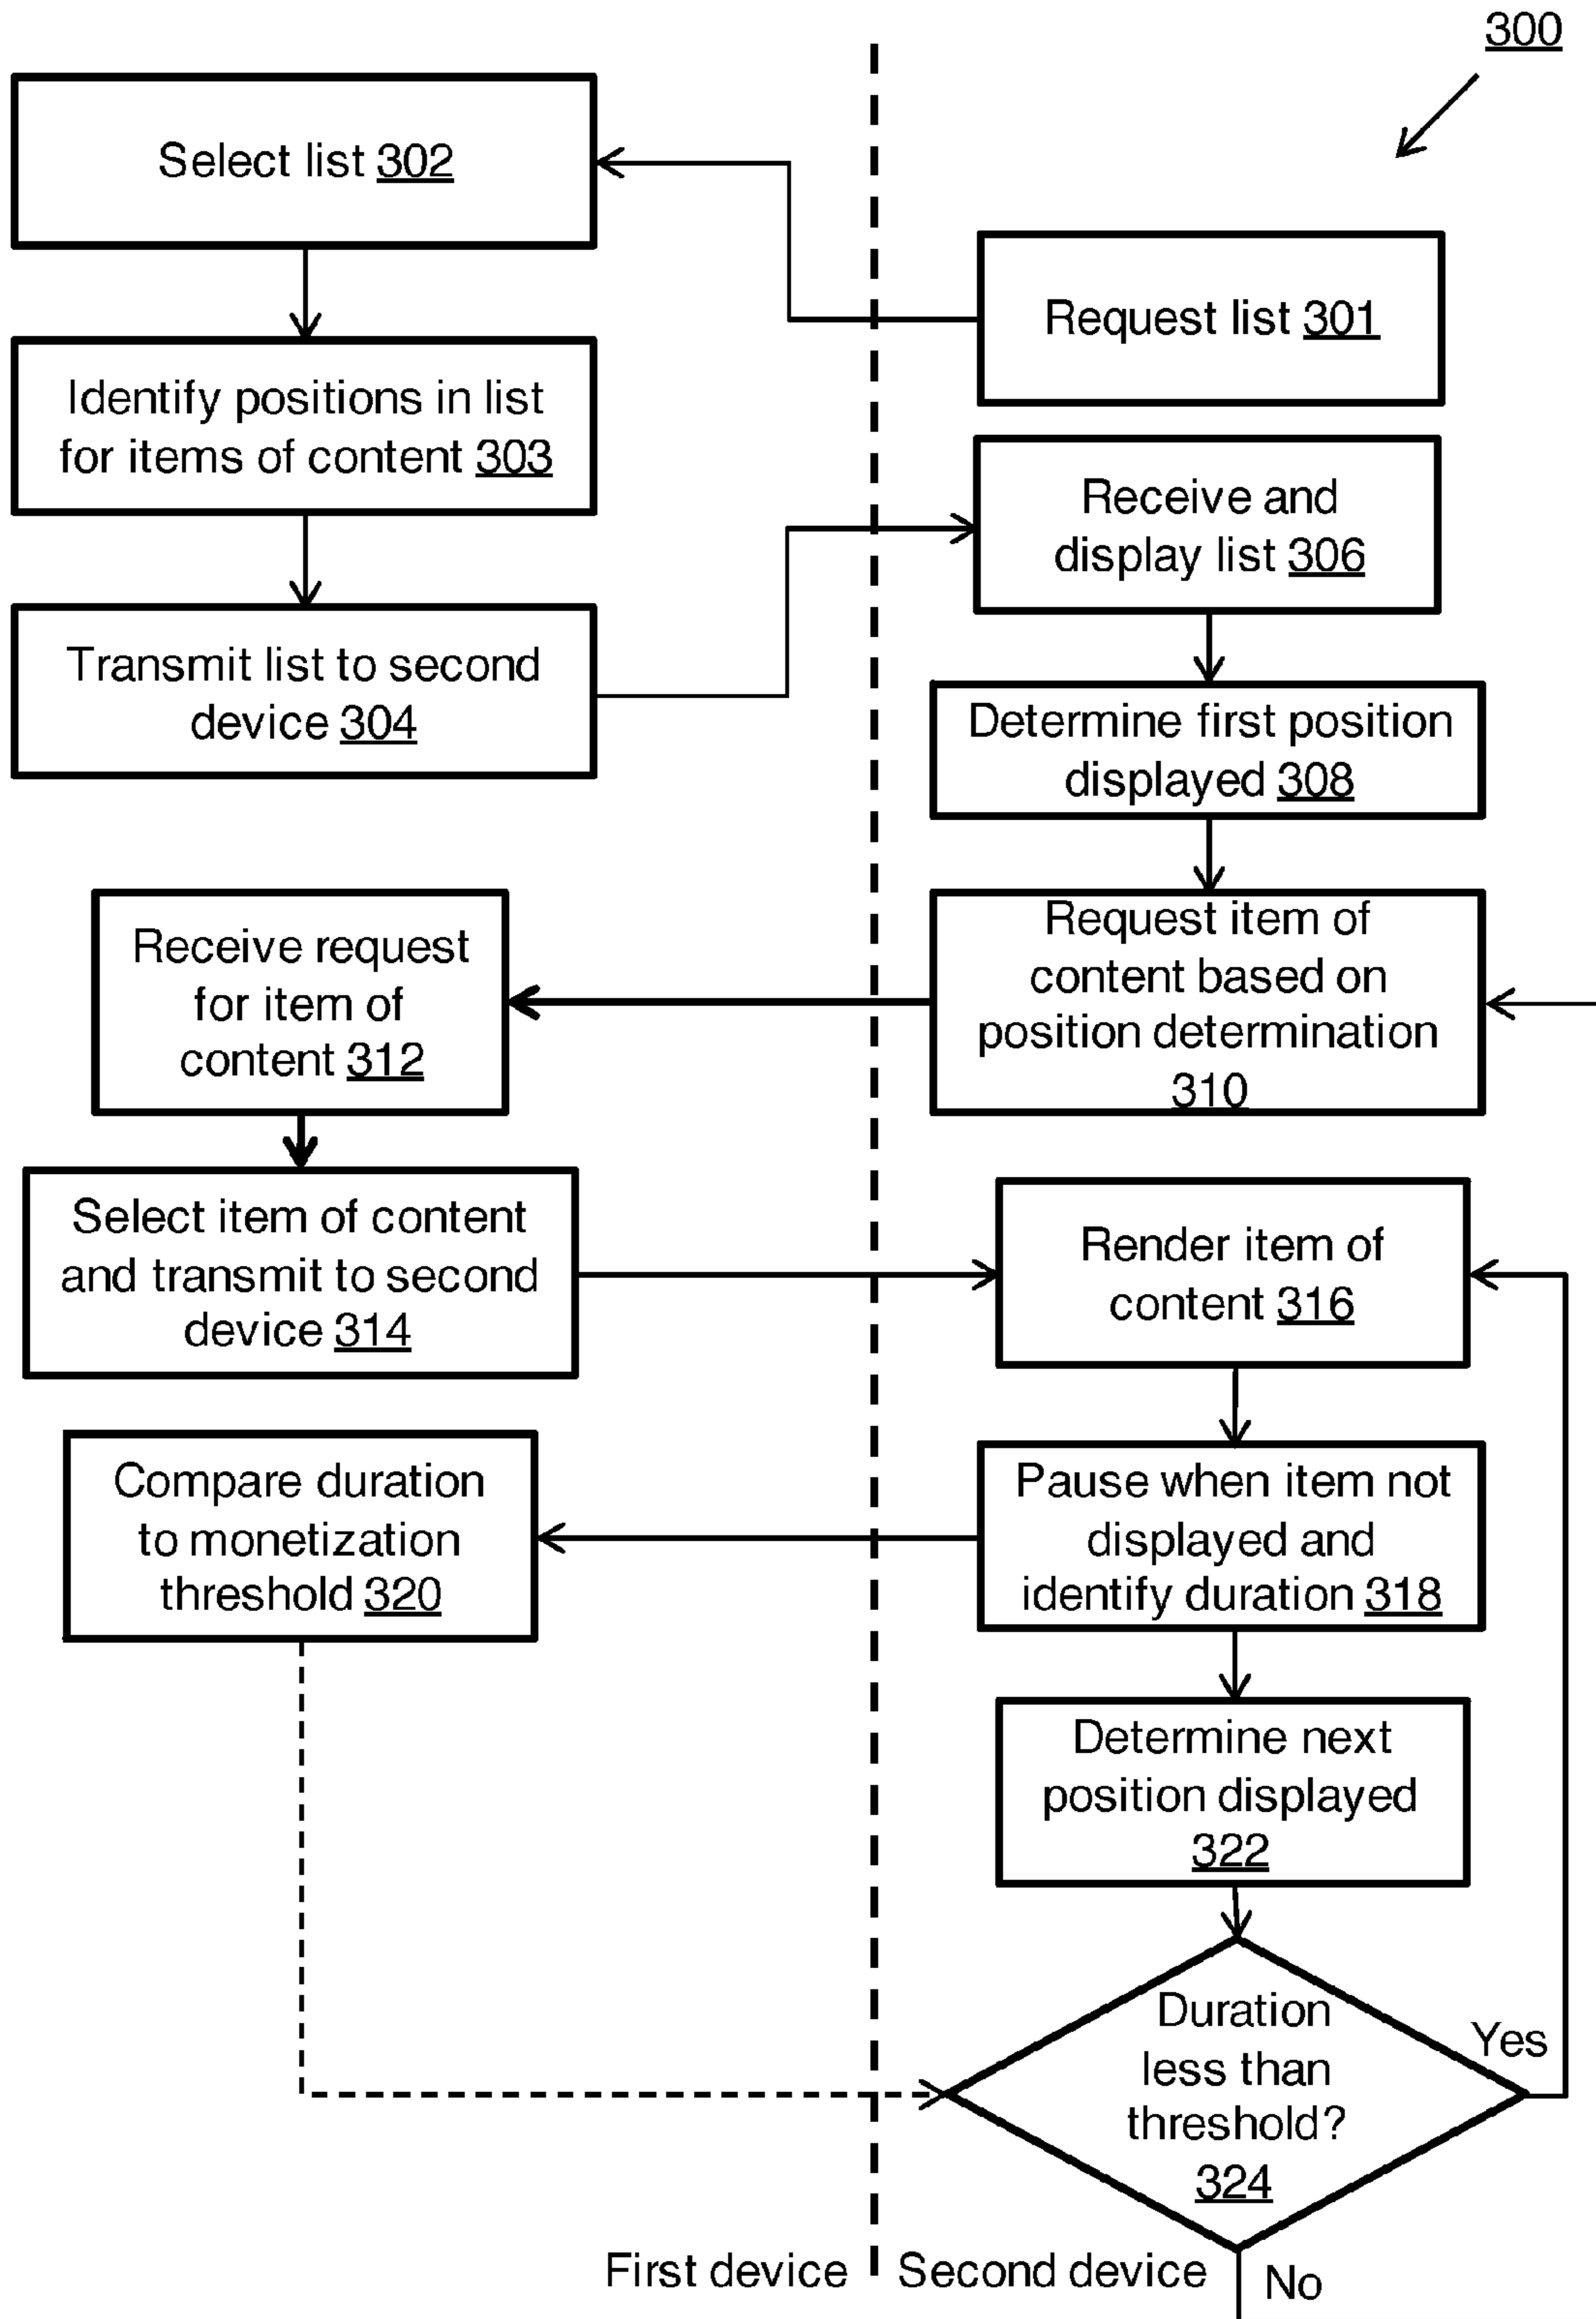 300
Select list 302
Request list 301
Identify positions in list
for items of content 303
Receive and
display list 306
Transmit list to second
device 304
Determine first position
displayed 308
Request item of
content based on
position determination
310
Receive request
for item of
content 312
Select item of content
and transmit to second
device 314
Render item of
content 316
Compare duration
to monetization
threshold 320
Pause when item not
displayed and
identify duration 318
Determine next
position displayed
322
Duration
less than
threshold?
324
Yes
No
First device
Second device